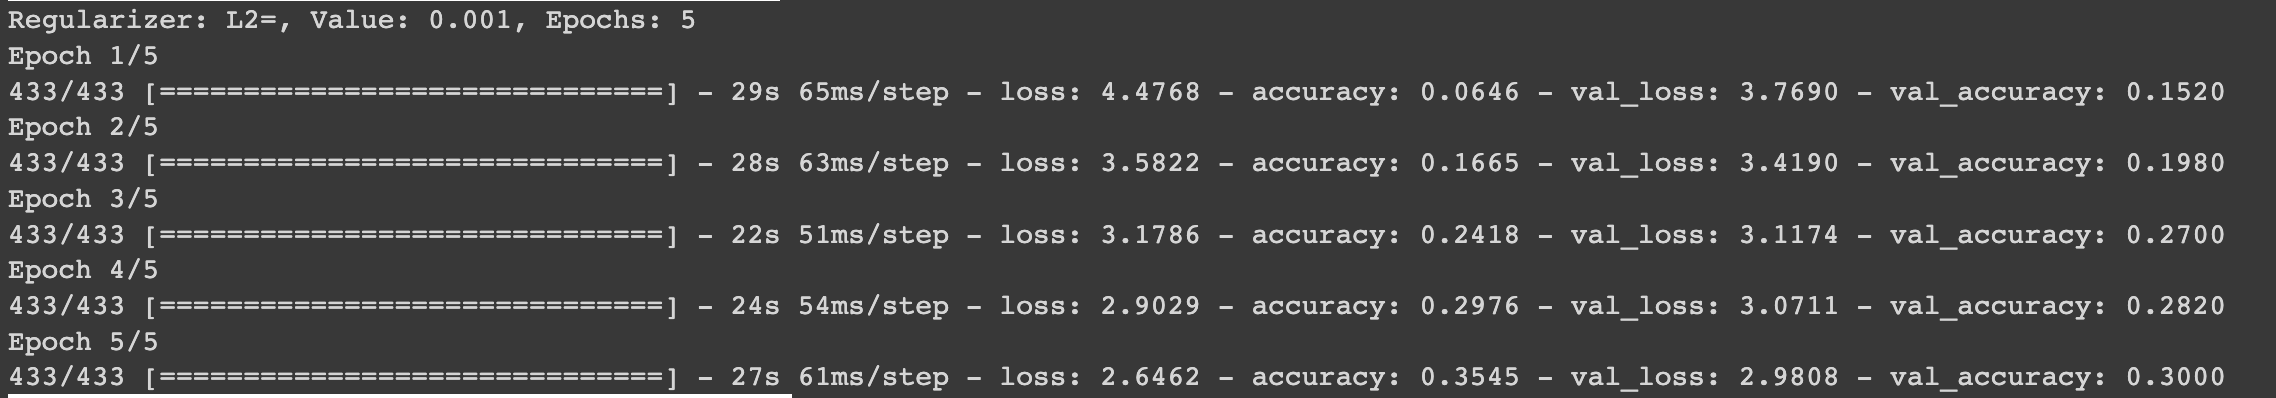 Regularizer: L2=, Value: 0.001, Epochs: 5
Epoch 1/5
433/433 [==============================] - 29s 65ms/step - loss: 4.4768 - accuracy: 0.0646 - val_loss: 3.7690 - val_accuracy: 0.1520
Epoch 2/5
433/433 [==============================] - 28s 63ms/step - loss: 3.5822 - accuracy: 0.1665 - val_loss: 3.4190 - val_accuracy: 0.1980
Epoch 3/5
433/433 [==============================] - 22s 51ms/step - loss: 3.1786 - accuracy: 0.2418 - val_loss: 3.1174 - val_accuracy: 0.2700
Epoch 4/5
433/433 [==============================] - 24s 54ms/step - loss: 2.9029 - accuracy: 0.2976 - val_loss: 3.0711 - val_accuracy: 0.2820
Epoch 5/5
433/433 [==============================] - 27s 61ms/step - loss: 2.6462 - accuracy: 0.3545 - val_loss: 2.9808 - val_accuracy: 0.3000